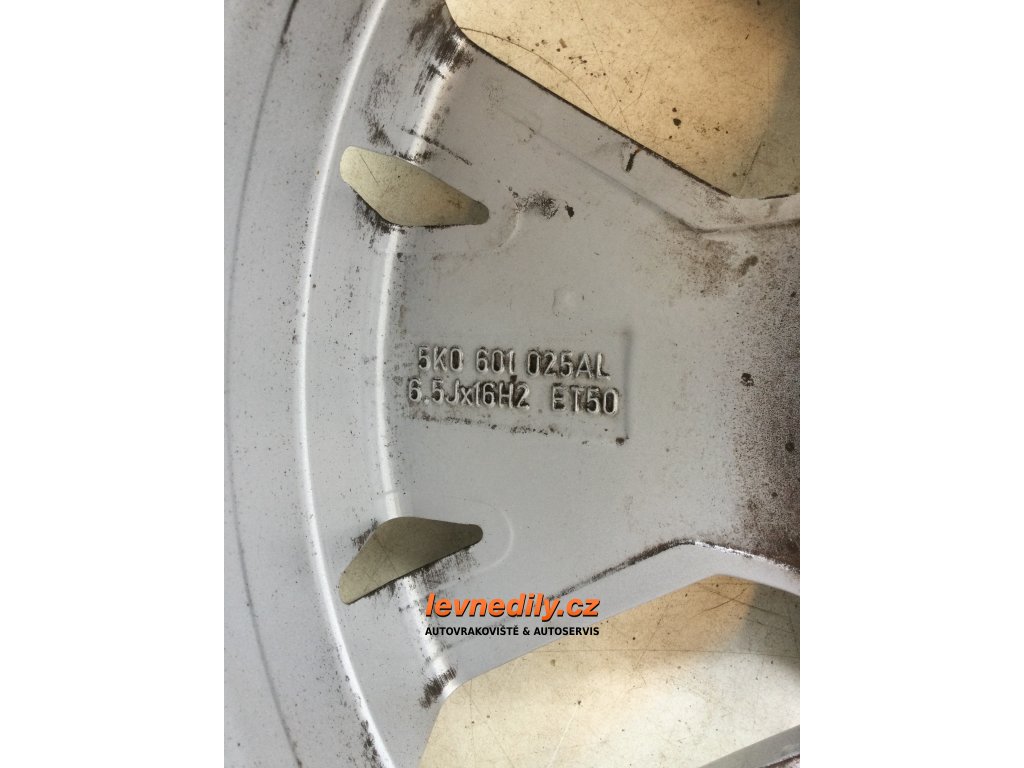 5K0 601 025AL
6.5Jx16H2 ET50
levnedily.cz
AUTOVRAKOVIŠTĚ & AUTOSERVIS